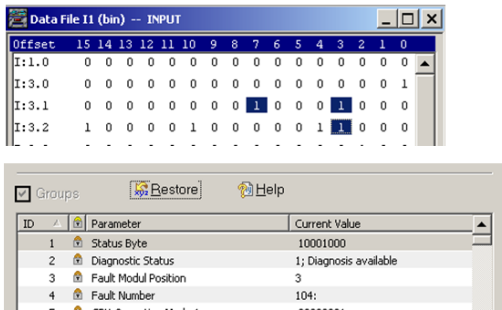 Data File I1 (bin) -- INPUT
Offset 15 14 13 12 11 10 9 8 7 6 5 4 3 2 1 0
I:1.0 0 0 0 0 0 0 0 0 0 0 0 0 0 0 0 0
I:3.0 0 0 0 0 0 0 0 0 0 0 0 0 0 0 0 1
I:3.1 0 0 0 0 0 0 0 0 1 0 0 0 1 0 0 0
I:3.2 1 0 0 0 0 1 0 0 0 0 0 1 1 0 0 0
Groups Restore Help
ID Parameter Current Value
1 Status Byte 10001000
2 Diagnostic Status 1; Diagnosis available
3 Fault Modul Position 3
4 Fault Number 104: